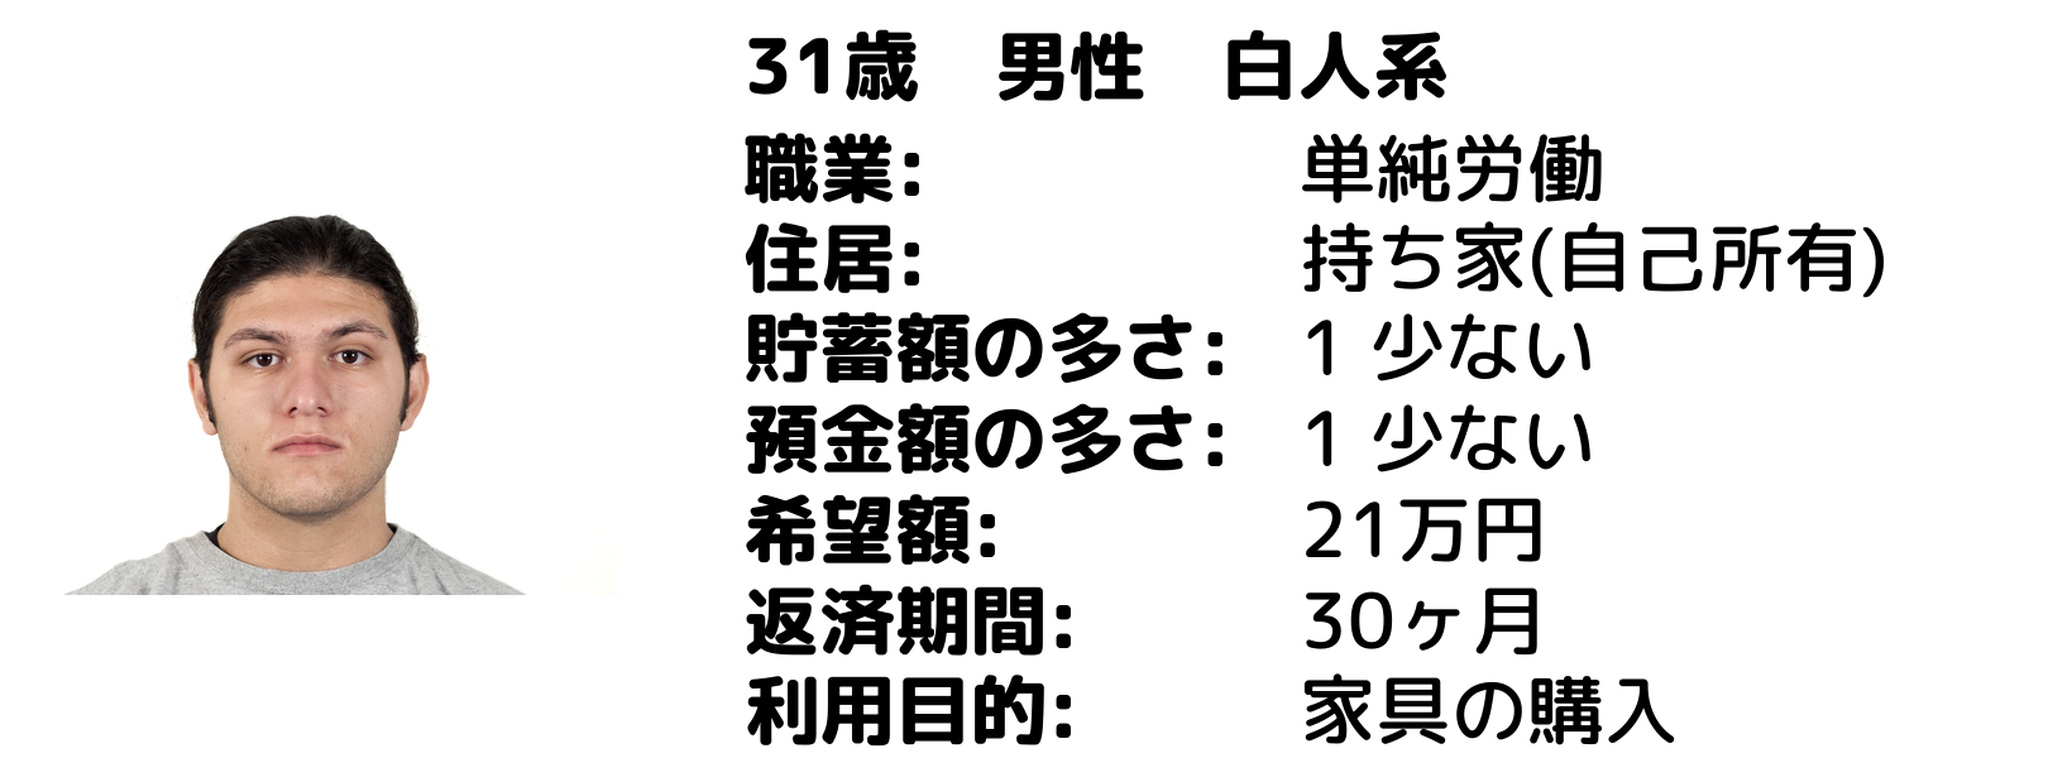 31歳　男性　白人系
職業: 単純労働
住居: 持ち家(自己所有)
貯蓄額の多さ: 1 少ない
預金額の多さ: 1 少ない
希望額: 21万円
返済期間: 30ヶ月
利用目的: 家具の購入